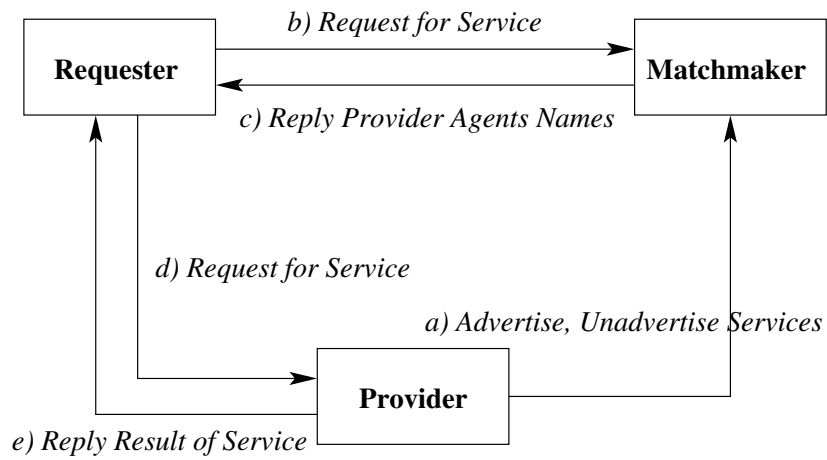 b) Request for Service
Requester
Matchmaker
c) Reply Provider Agents Names
d) Request for Service
a) Advertise, Unadvertise Services
Provider
e) Reply Result of Service